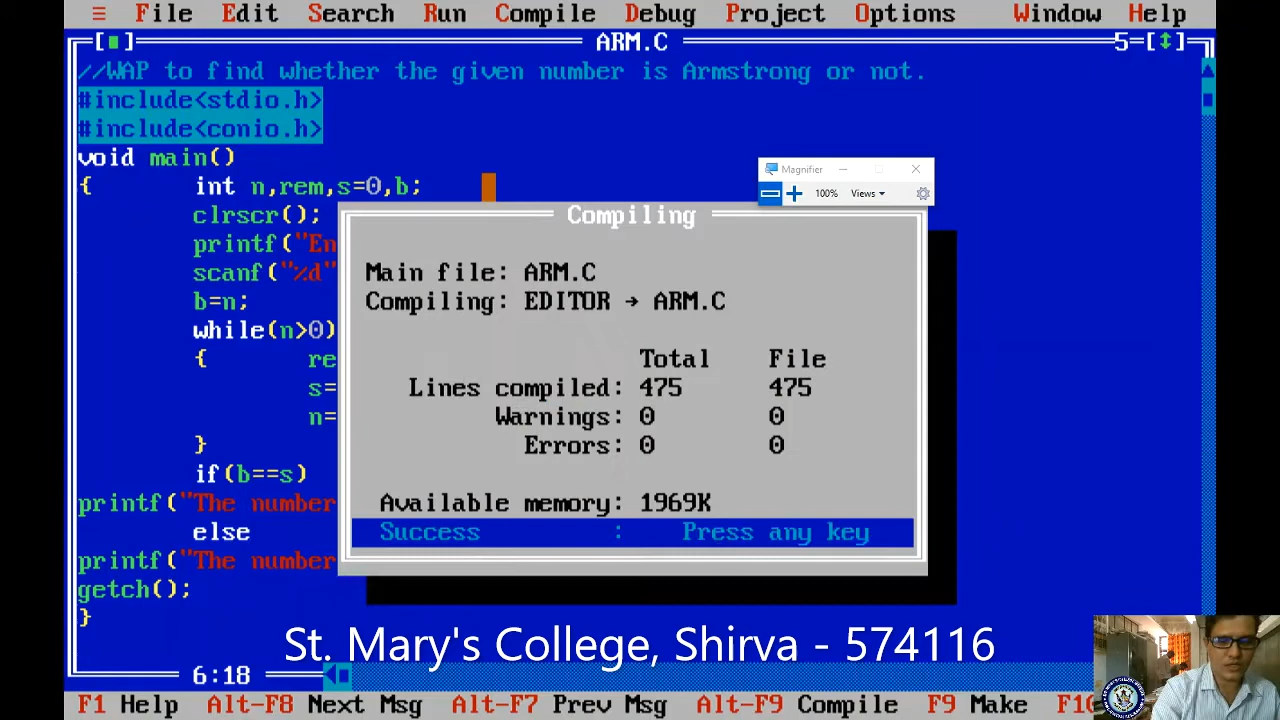 ≡ File Edit Search Run Compile Debug Project Options Window Help
[■] ARM.C 5=[↕]
//WAP to find whether the given number is Armstrong or not.
#include<stdio.h>
#include<conio.h>
void main()
{ int n,rem,s=0,b;
clrscr();
printf("En
scanf("%d"
b=n;
while(n>0)
{ re
s=
n=
}
if(b==s)
printf("The number
else
printf("The number
getch();
}
6:18
Magnifier
100% Views
Compiling
Main file: ARM.C
Compiling: EDITOR → ARM.C
Total File
Lines compiled: 475 475
Warnings: 0 0
Errors: 0 0
Available memory: 1969K
Success : Press any key
St. Mary's College, Shirva - 574116
F1 Help Alt-F8 Next Msg Alt-F7 Prev Msg Alt-F9 Compile F9 Make F10